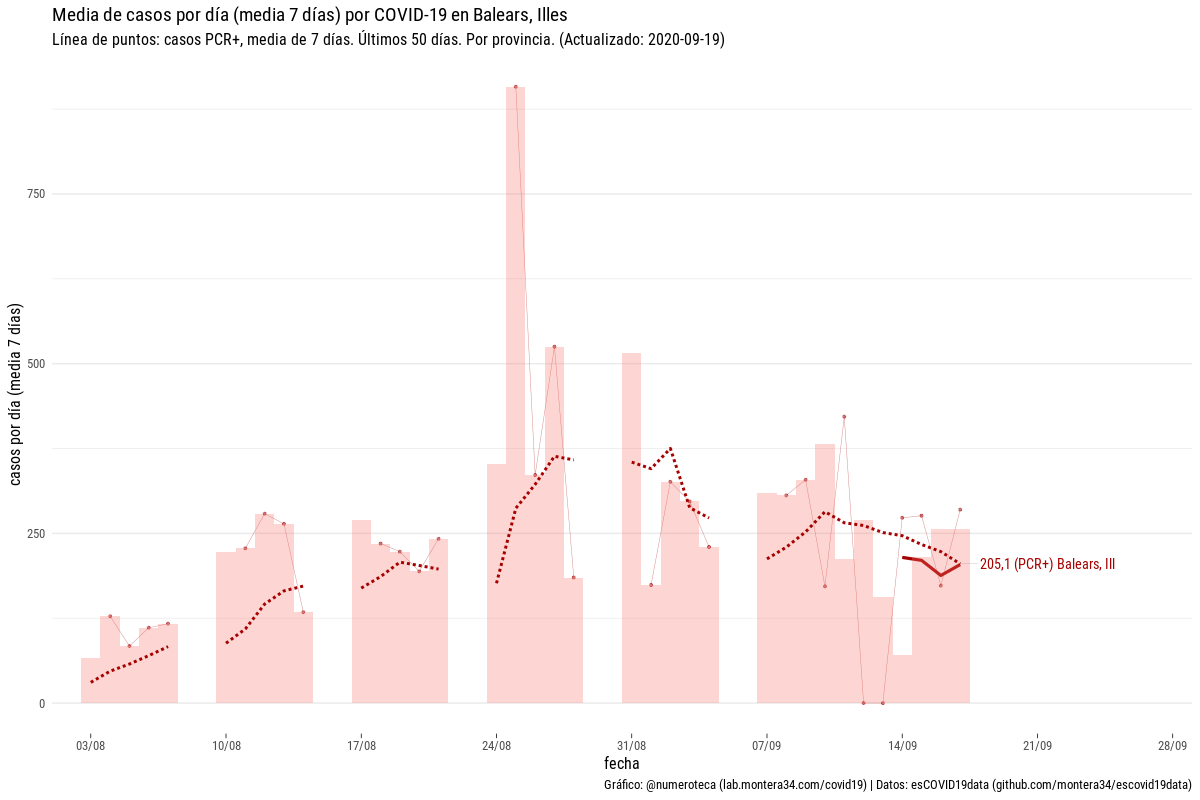 Media de casos por día (media 7 días) por COVID-19 en Balears, Illes
Línea de puntos: casos PCR+, media de 7 días. Últimos 50 días. Por provincia. (Actualizado: 2020-09-19)
casos por día (media 7 días)
750
500
250
0
205,1 (PCR+) Balears, Ill
03/08 10/08 17/08 24/08 31/08 07/09 14/09 21/09 28/09
fecha
Gráfico: @numeroteca (lab.montera34.com/covid19) | Datos: esCOVID19data (github.com/montera34/escovid19data)